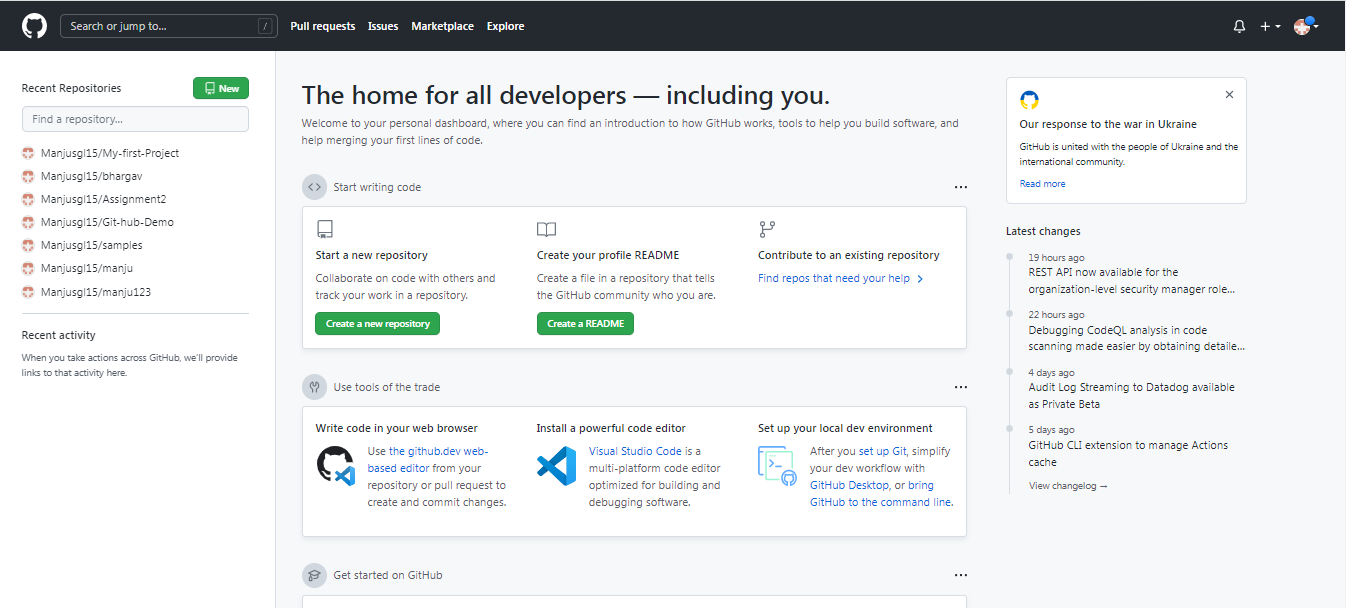 Search or jump to...
/
Pull requests
Issues
Marketplace
Explore
Recent Repositories
New
Find a repository...
Manjusgl15/My-first-Project
Manjusgl15/bhargav
Manjusgl15/Assignment2
Manjusgl15/Git-hub-Demo
Manjusgl15/samples
Manjusgl15/manju
Manjusgl15/manju123
Recent activity
When you take actions across GitHub, we'll provide
links to that activity here.
The home for all developers — including you.
Welcome to your personal dashboard, where you can find an introduction to how GitHub works, tools to help you build software, and
help merging your first lines of code.
Start writing code
Start a new repository
Collaborate on code with others and
track your work in a repository.
Create a new repository
Create your profile README
Create a file in a repository that tells
the GitHub community who you are.
Create a README
Contribute to an existing repository
Find repos that need your help
Use tools of the trade
Write code in your web browser
Use the github.dev web-
based editor from your
repository or pull request to
create and commit changes.
Install a powerful code editor
Visual Studio Code is a
multi-platform code editor
optimized for building and
debugging software.
Set up your local dev environment
After you set up Git, simplify
your dev workflow with
GitHub Desktop, or bring
GitHub to the command line.
Get started on GitHub
Our response to the war in Ukraine
GitHub is united with the people of Ukraine and the
international community.
Read more
Latest changes
19 hours ago
REST API now available for the
organization-level security manager role...
22 hours ago
Debugging CodeQL analysis in code
scanning made easier by obtaining detaile...
4 days ago
Audit Log Streaming to Datadog available
as Private Beta
5 days ago
GitHub CLI extension to manage Actions
cache
View changelog →